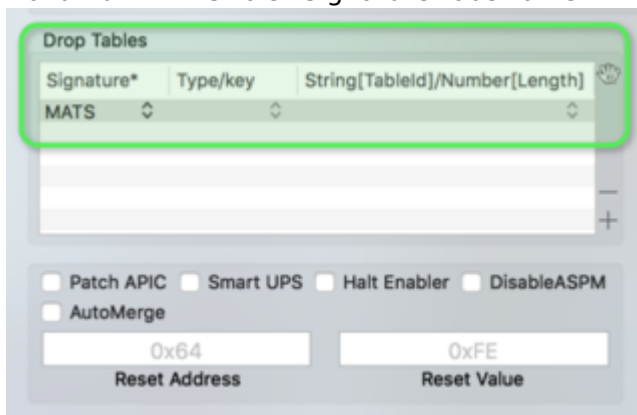 Drop Tables
Signature* Type/key String[TableId]/Number[Length]
MATS
Patch APIC Smart UPS Halt Enabler DisableASPM
AutoMerge
0x64 0xFE
Reset Address Reset Value